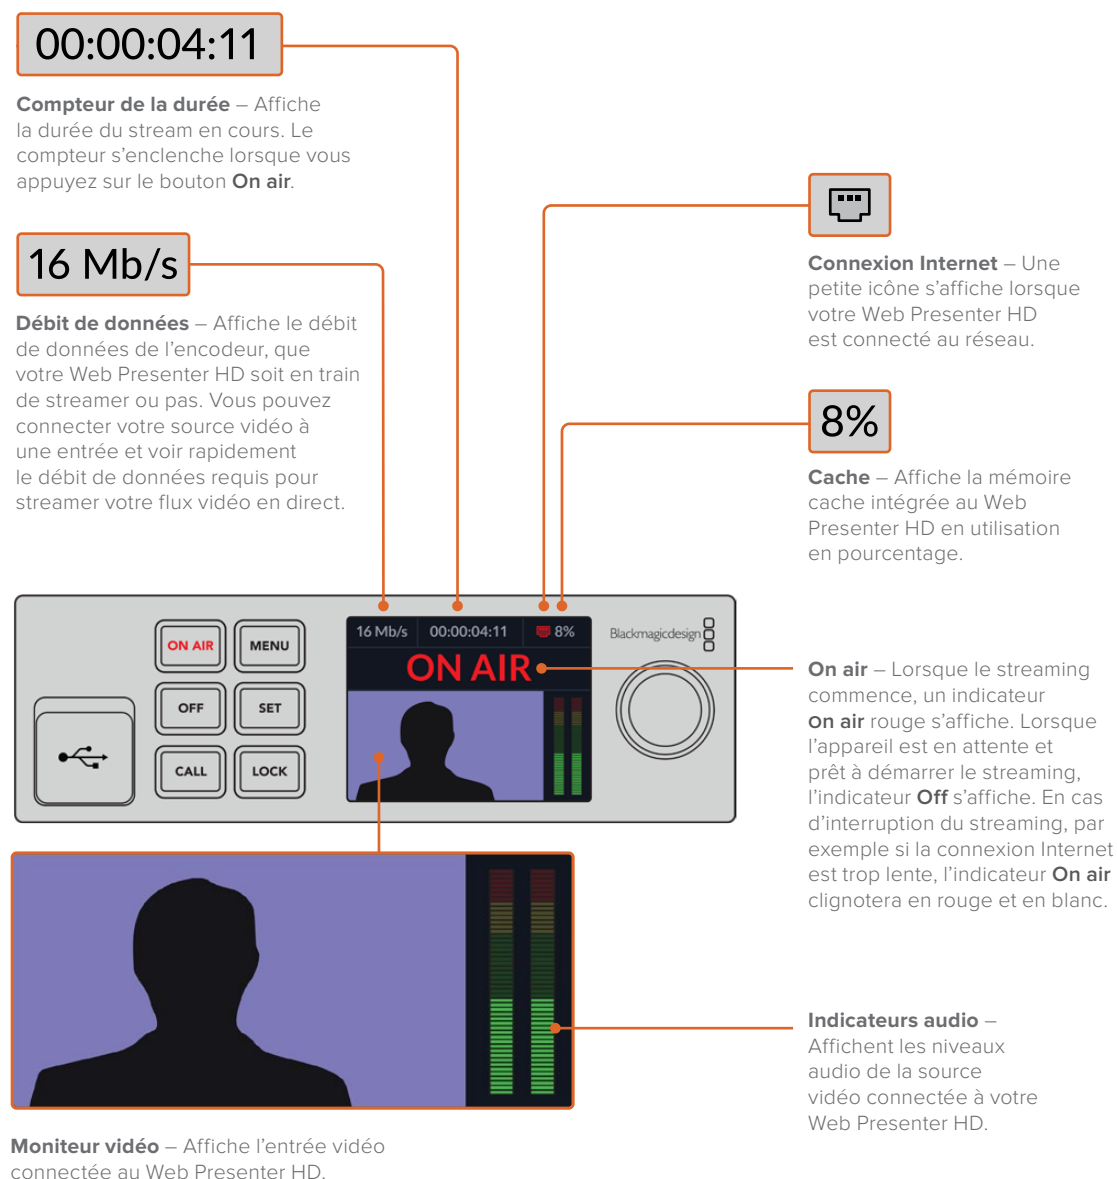 00:00:04:11
Compteur de la durée – Affiche
la durée du stream en cours. Le
compteur s'enclenche lorsque vous
appuyez sur le bouton On air.
16 Mb/s
Débit de données – Affiche le débit
de données de l'encodeur, que
votre Web Presenter HD soit en train
de streamer ou pas. Vous pouvez
connecter votre source vidéo à
une entrée et voir rapidement
le débit de données requis pour
streamer votre flux vidéo en direct.
Connexion Internet – Une
petite icône s'affiche lorsque
votre Web Presenter HD
est connecté au réseau.
8%
Cache – Affiche la mémoire
cache intégrée au Web
Presenter HD en utilisation
en pourcentage.
ON AIR
MENU
OFF
SET
CALL
LOCK
16 Mb/s
00:00:04:11
8%
ON AIR
Blackmagicdesign
On air – Lorsque le streaming
commence, un indicateur
On air rouge s'affiche. Lorsque
l'appareil est en attente et
prêt à démarrer le streaming,
l'indicateur Off s'affiche. En cas
d'interruption du streaming, par
exemple si la connexion Internet
est trop lente, l'indicateur On air
clignotera en rouge et en blanc.
Indicateurs audio –
Affichent les niveaux
audio de la source
vidéo connectée à votre
Web Presenter HD.
Moniteur vidéo – Affiche l'entrée vidéo
connectée au Web Presenter HD.